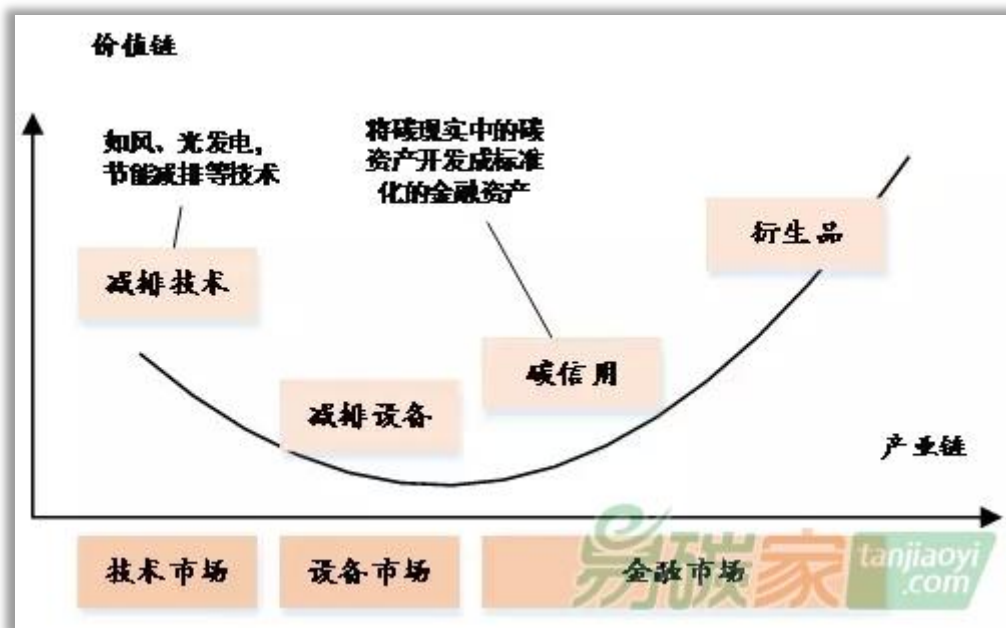 价值链
如风、光发电,
节能减排等技术
将碳现实中的碳
资产开发成标准
化的金融资产
衍生品
减排技术
碳信用
减排设备
产业链
技术市场
设备市场
金融市场
易碳家
tanjiaoyi
.com